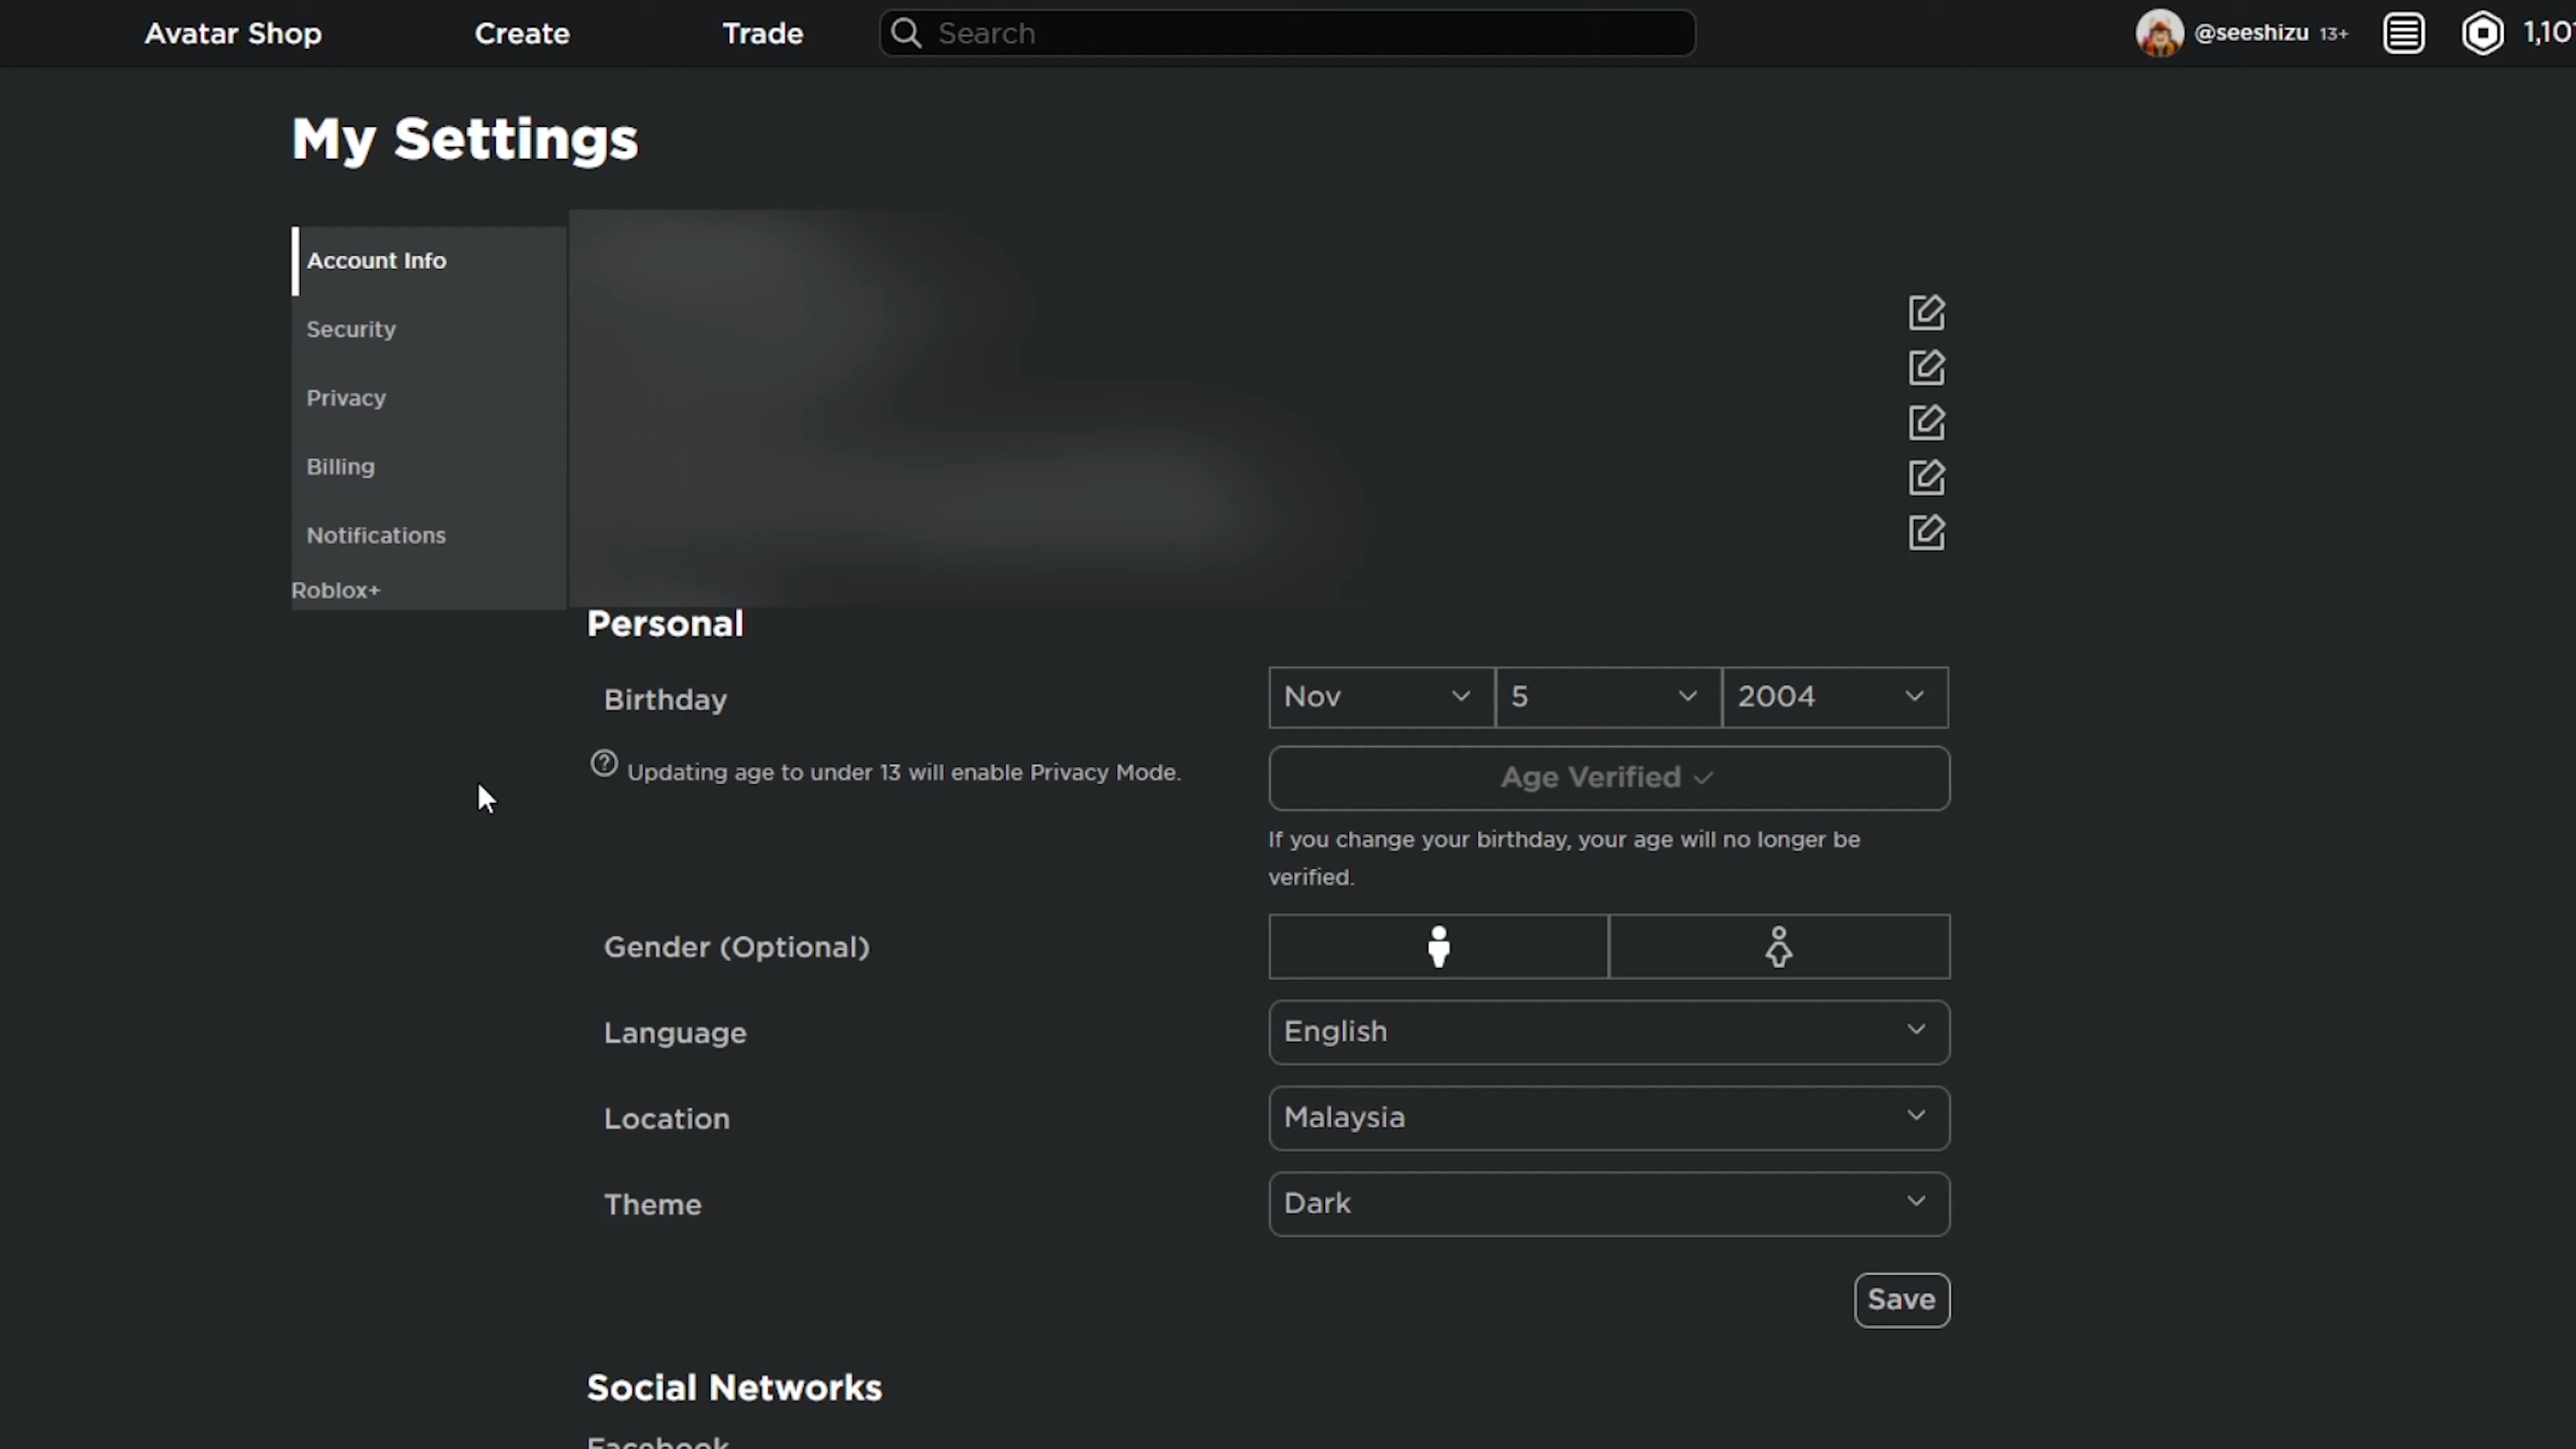 Avatar Shop Create Trade Search @seeshizu 13+
My Settings
Account Info
Security
Privacy
Billing
Notifications
Roblox+
Personal
Birthday Nov 5 2004
Updating age to under 13 will enable Privacy Mode. Age Verified
If you change your birthday, your age will no longer be
verified.
Gender (Optional)
Language English
Location Malaysia
Theme Dark
Save
Social Networks
Facebook